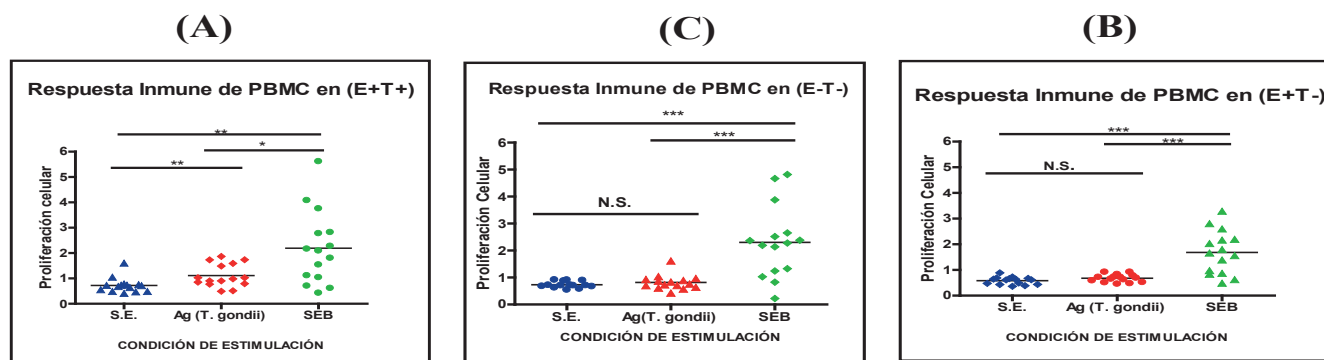 (A)
Respuesta Inmune de PBMC en (E+T+)
**
*
**
Proliferación celular
6
5
4
3
2
1
0
S.E.
Ag (T. gondii)
SEB
CONDICIÓN DE ESTIMULACIÓN
(C)
Respuesta Inmune de PBMC en (E-T-)
***
***
N.S.
Proliferación Celular
6
5
4
3
2
1
0
S.E.
Ag(T. gondii)
SEB
CONDICIÓN DE ESTIMULACIÓN
(B)
Respuesta Inmune de PBMC en (E+T-)
***
***
N.S.
Proliferación Celular
6
5
4
3
2
1
0
S.E.
Ag (T. gondii)
SEB
CONDICIÓN DE ESTIMULACIÓN